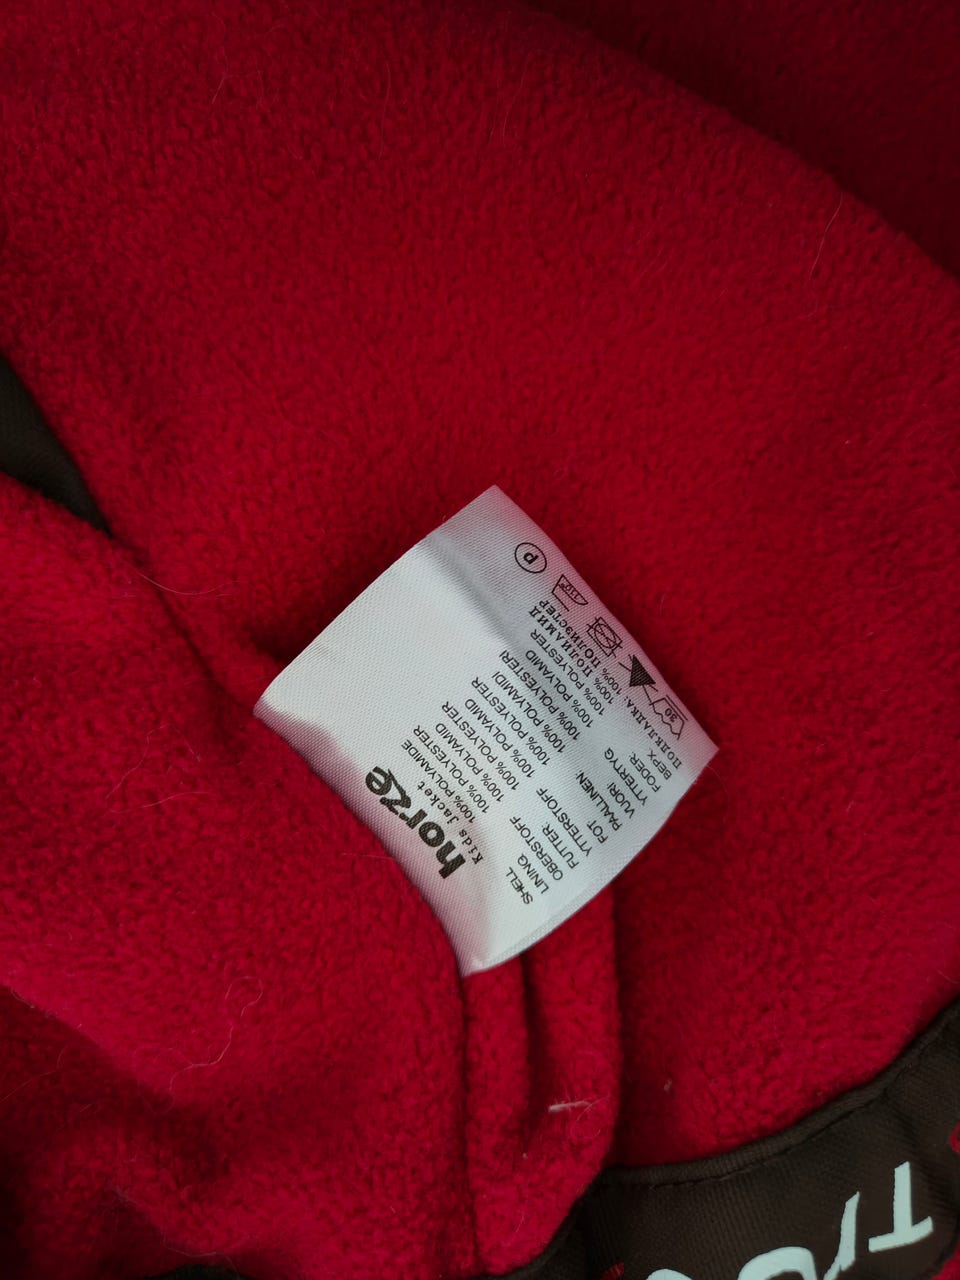 horze
Kids Jacket
SHELL 100% POLYAMIDE
LINING 100% POLYESTER
OBERSTOFF 100% POLYAMID
FUTTER: 100% POLYESTER
YTTERSTOFF 100% POLYAMID
FOT: 100% POLYESTER
PÄÄLLINEN 100% POLYAMIDI
VUORI: 100% POLYESTERI
YTTERTYG 100% POLYAMID
FODER: 100% POLYESTER
ВЕРХ 100% ПОЛИАМИД
ПОДКЛАДКА: 100% ПОЛИЭСТЕР
30 110° P